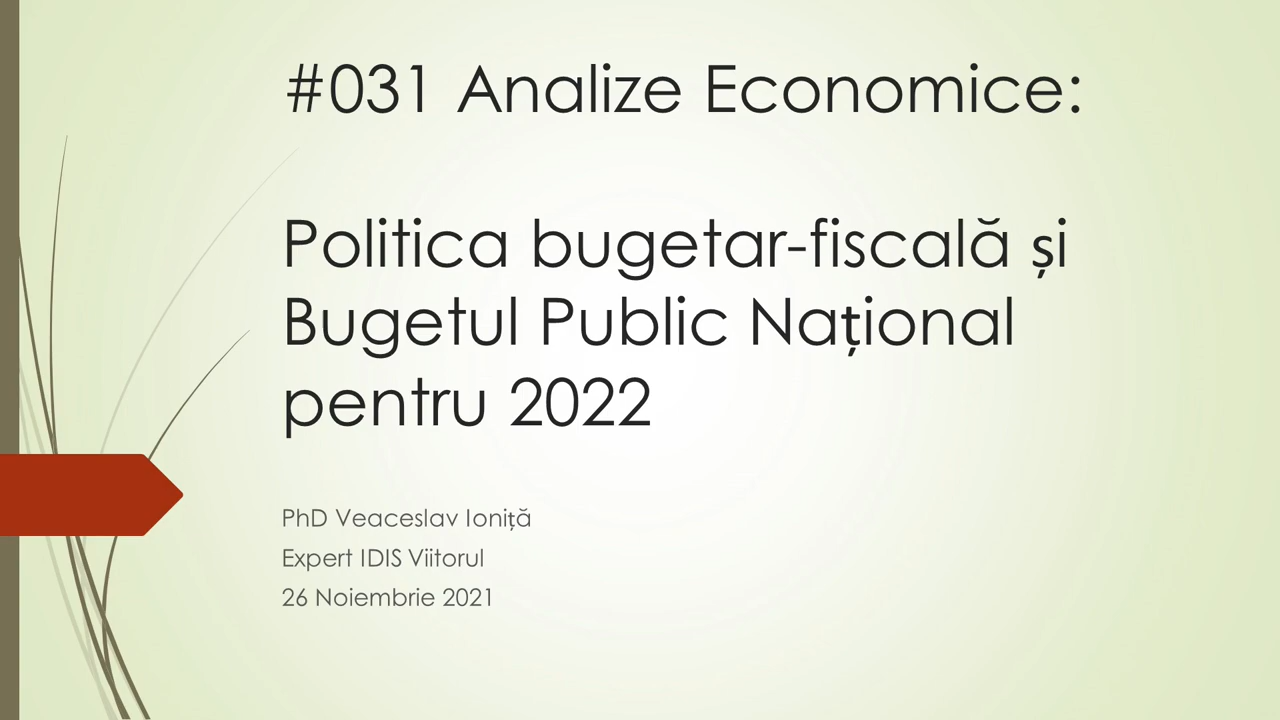 #031 Analize Economice:
Politica bugetar-fiscală și
Bugetul Public Național
pentru 2022
PhD Veaceslav Ioniță
Expert IDIS Viitorul
26 Noiembrie 2021